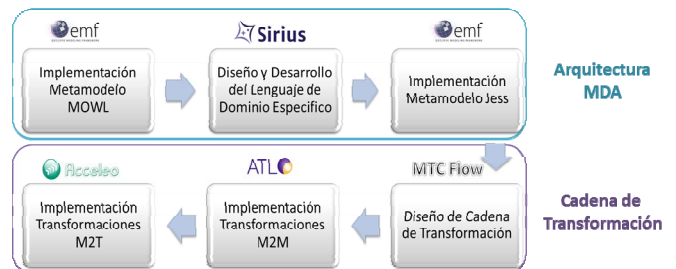 emf
Sirius
emf
Implementación
Metamodelo
MOWL
Diseño y Desarrollo
del Lenguaje de
Dominio Especifico
Implementación
Metamodelo Jess
Arquitectura
MDA
Acceleo
ATL
MTC Flow
Implementación
Transformaciones
M2T
Implementación
Transformaciones
M2M
Diseño de Cadena
de Transformación
Cadena de
Transformación